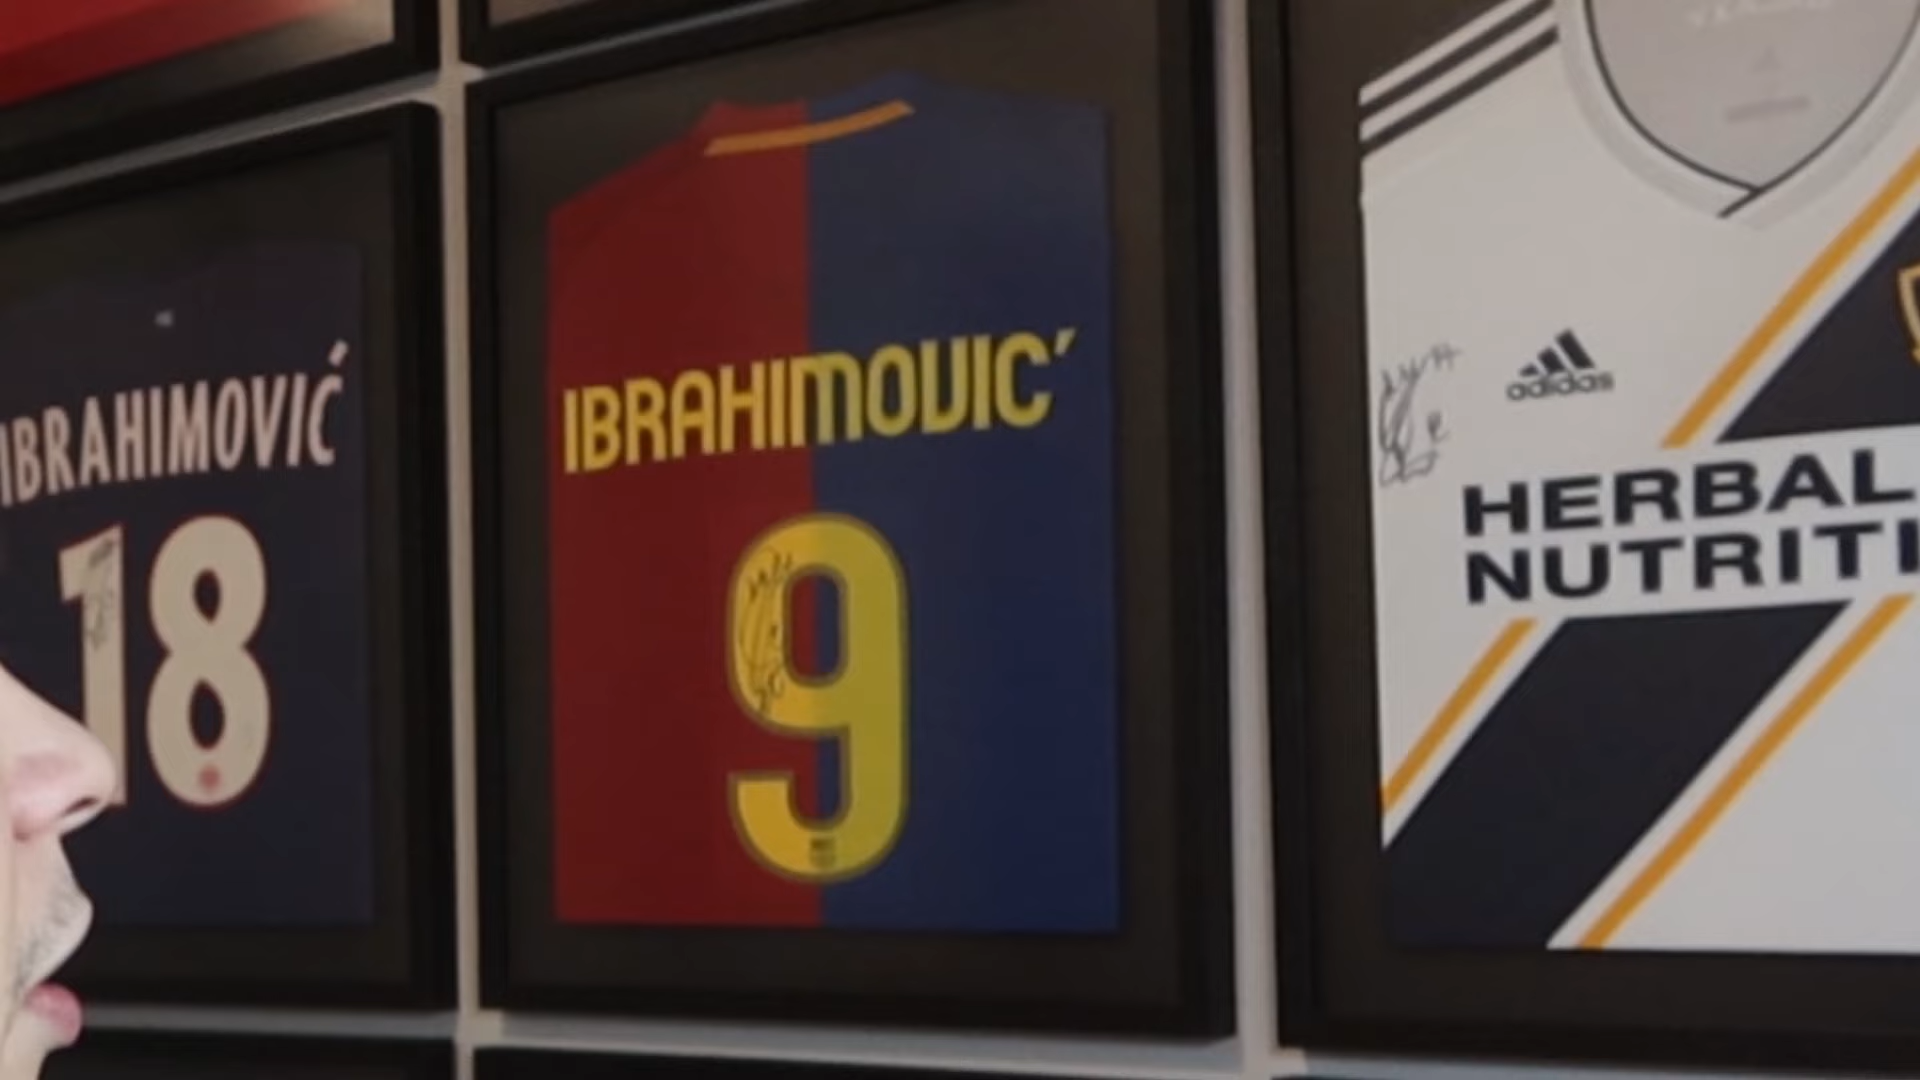 IBRAHIMOVIĆ
18
IBRAHIMOVIC´
9
adidas
HERBAL
NUTRITI